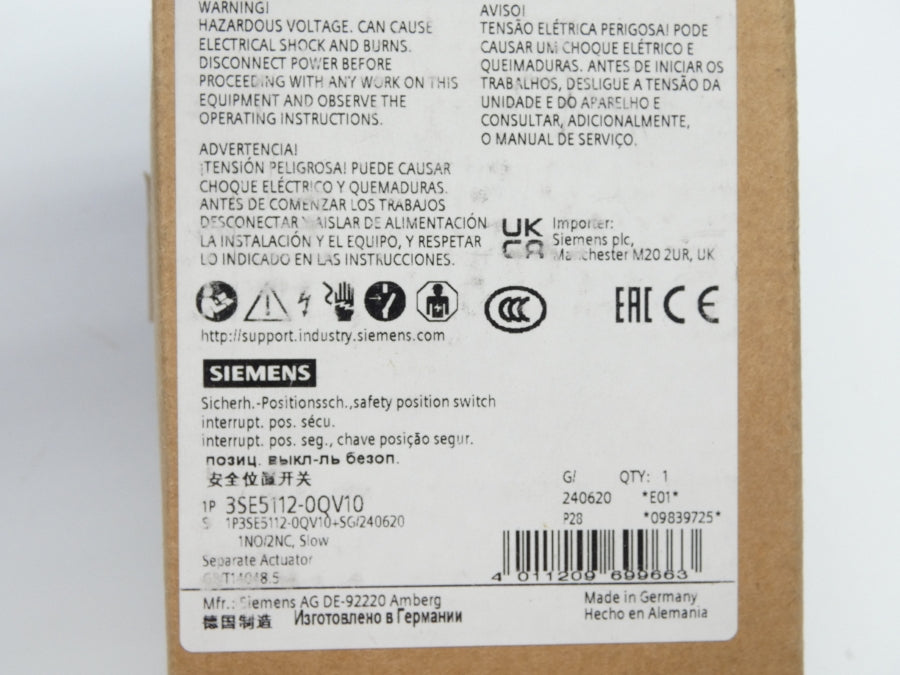 WARNING!
HAZARDOUS VOLTAGE. CAN CAUSE
ELECTRICAL SHOCK AND BURNS.
DISCONNECT POWER BEFORE
PROCEEDING WITH ANY WORK ON THIS
EQUIPMENT AND OBSERVE THE
OPERATING INSTRUCTIONS.
AVISO!
TENSÃO ELÉTRICA PERIGOSA! PODE
CAUSAR UM CHOQUE ELÉTRICO E
QUEIMADURAS. ANTES DE INICIAR OS
TRABALHOS, DESLIGUE A TENSÃO DA
UNIDADE E DO APARELHO E
CONSULTAR, ADICIONALMENTE,
O MANUAL DE SERVIÇO.
ADVERTENCIA!
¡TENSIÓN PELIGROSA! PUEDE CAUSAR
CHOQUE ELÉCTRICO Y QUEMADURAS.
ANTES DE COMENZAR LOS TRABAJOS
DESCONECTAR Y AISLAR DE ALIMENTACIÓN
LA INSTALACIÓN Y EL EQUIPO, Y RESPETAR
LO INDICADO EN LAS INSTRUCCIONES.
UK
CA
Importer:
Siemens plc,
Manchester M20 2UR, UK
CCC
EAC CE
http://support.industry.siemens.com
SIEMENS
Sicherh.-Positionssch.,safety position switch
interrupt. pos. sécu.
interrupt. pos. seg., chave posição segur.
позиц. выкл-ль безоп.
安全位置开关
G/ QTY: 1
1P 3SE5112-0QV10
240620 *E01*
S 1P3SE5112-0QV10+SG/240620
P28 *09839725*
1NO/2NC, Slow
Separate Actuator
4 011209 699663
Mfr.: Siemens AG DE-92220 Amberg
Made in Germany
德国制造 Изготовлено в Германии
Hecho en Alemania